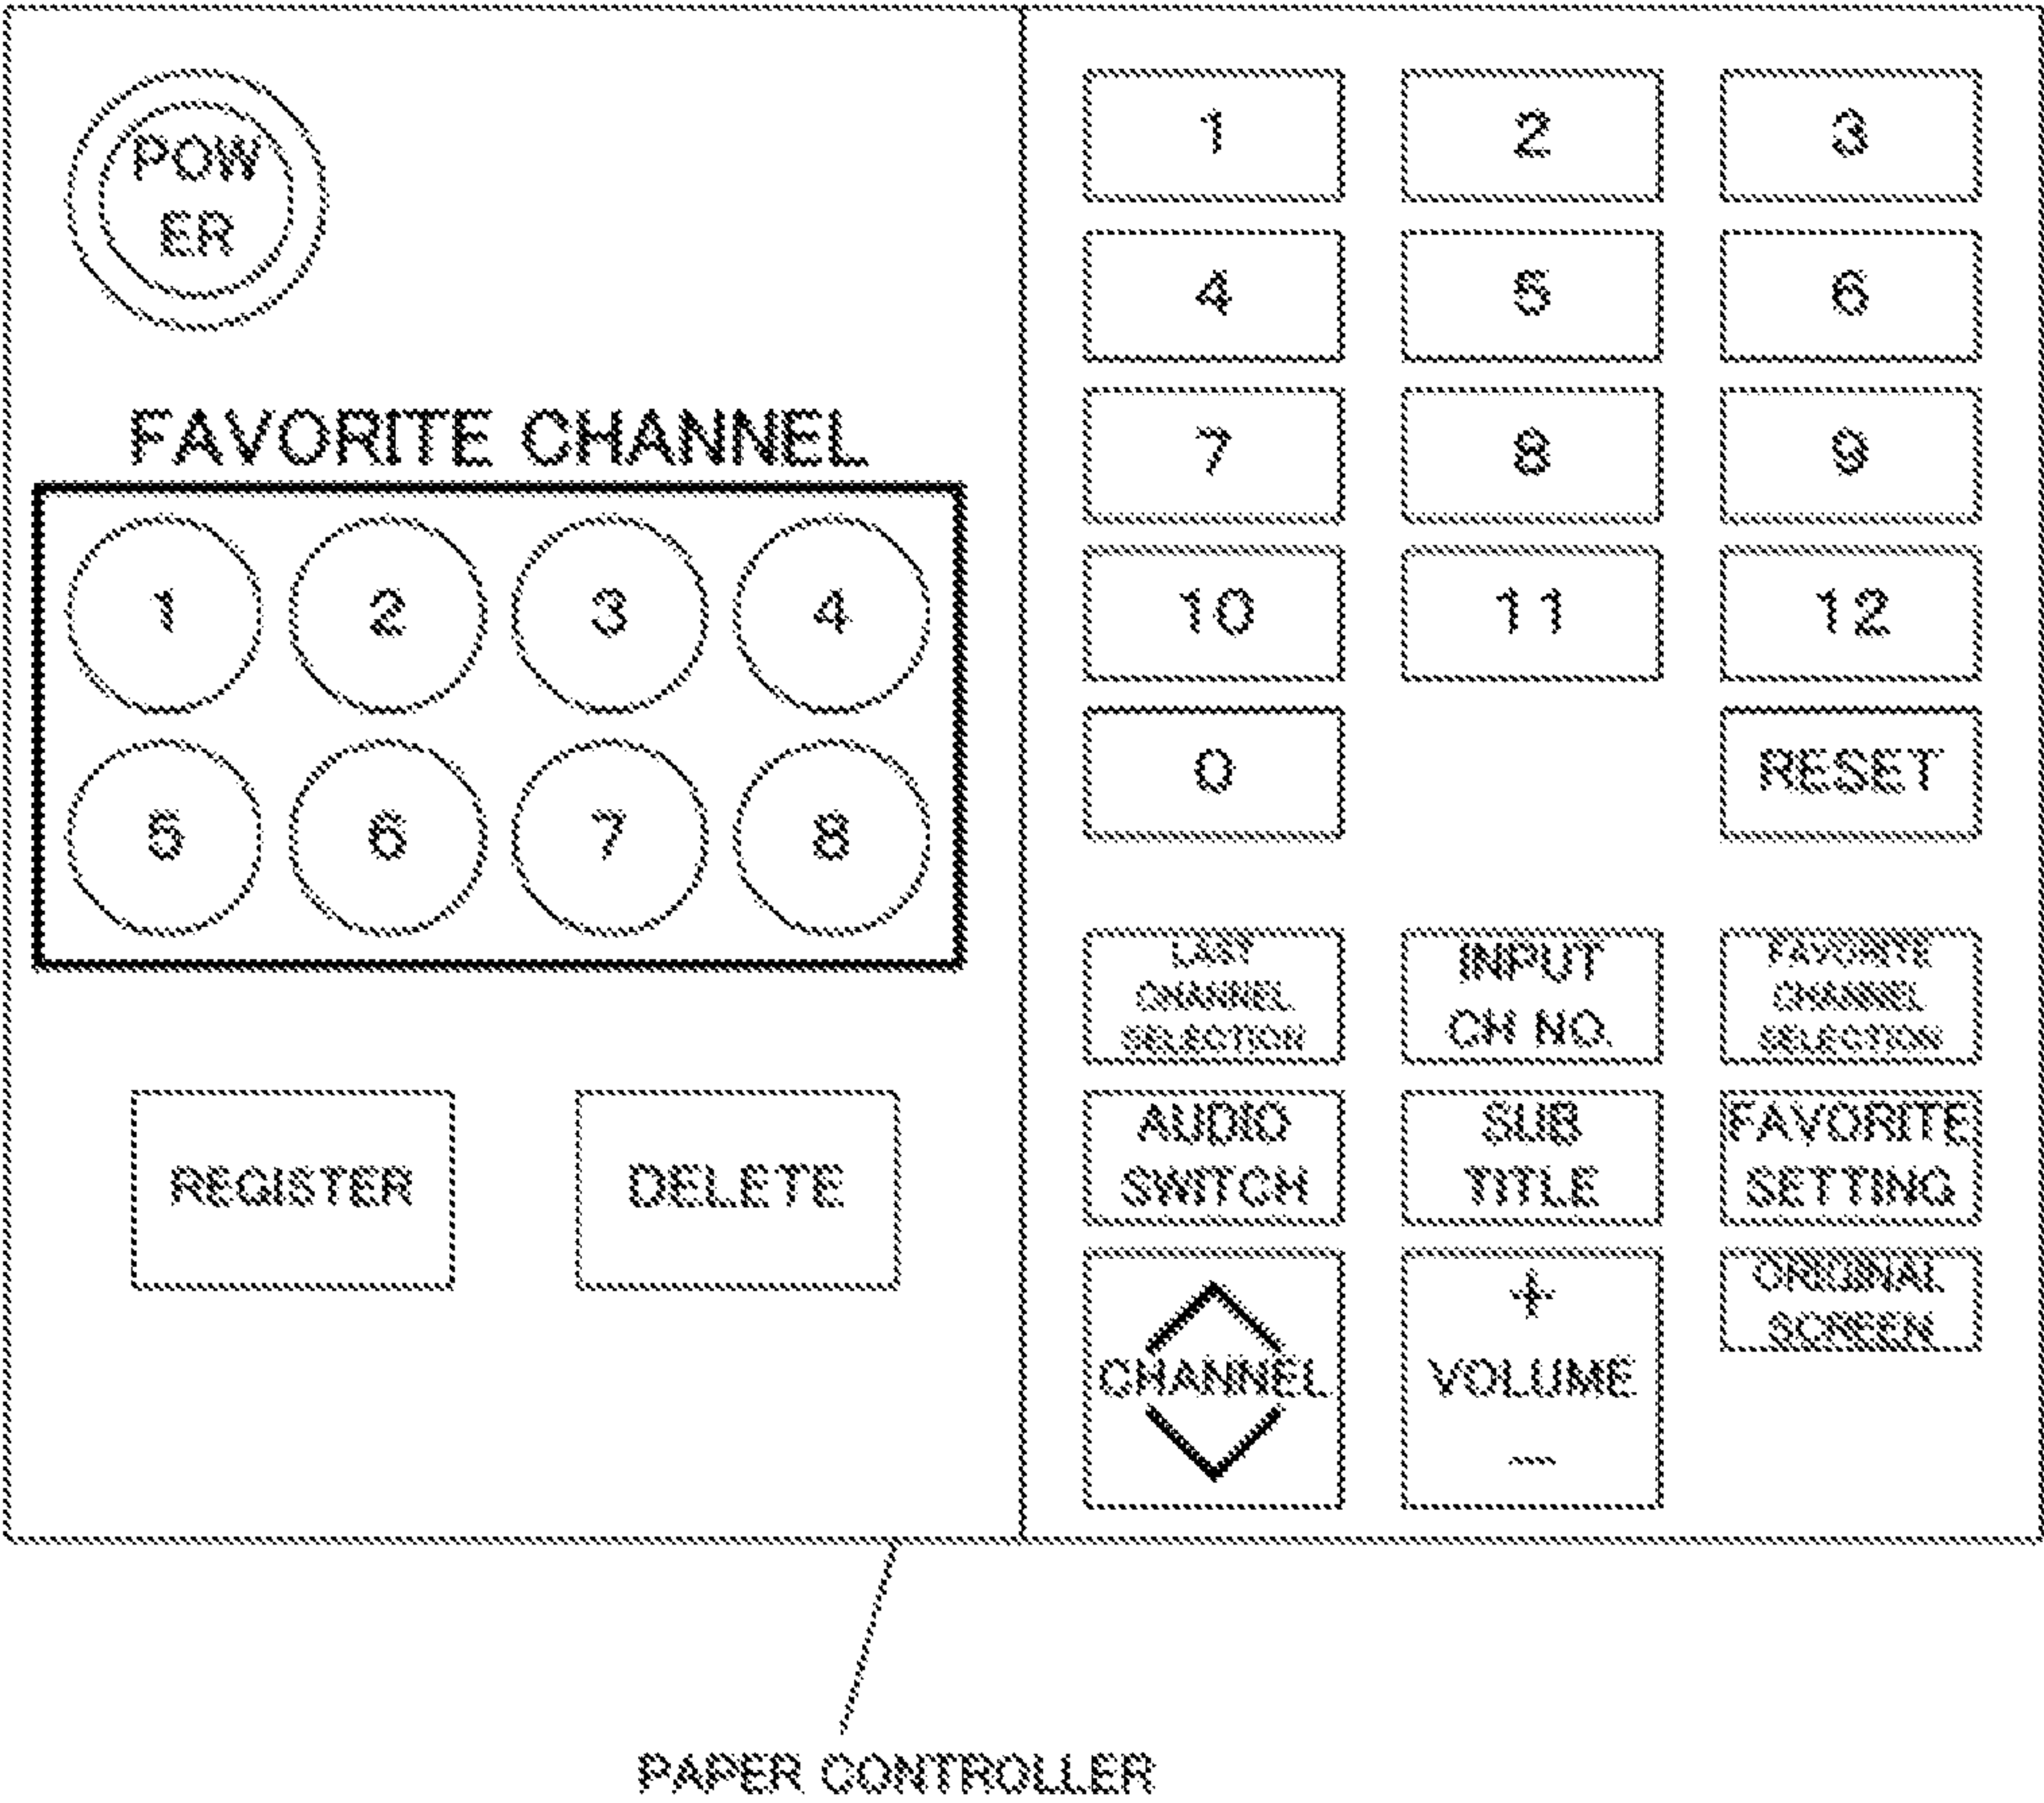 POW
ER
FAVORITE CHANNEL
1 2 3 4
5 6 7 8
REGISTER DELETE
1 2 3
4 5 6
7 8 9
10 11 12
0 RESET
LAST
CHANNEL
SELECTION
INPUT
CH NO.
FAVORITE
CHANNEL
SELECTION
AUDIO
SWITCH
SUB
TITLE
FAVORITE
SETTING
CHANNEL
+
VOLUME
-
ORIGINAL
SCREEN
PAPER CONTROLLER